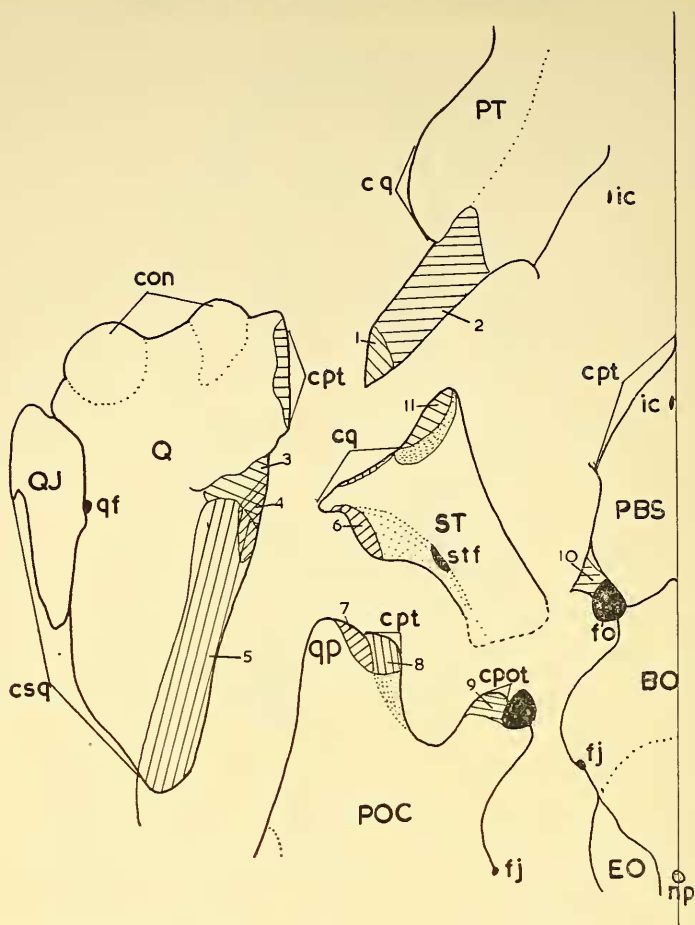 PT
cq
ic
con
1
2
cpt
cpt
11
ic
cq
Q
3
QJ
qf
4
ST
PBS
6
stf
10
7
cpt
fo
qp
8
5
cpot
9
BO
csq
fj
POC
fj
EO
np